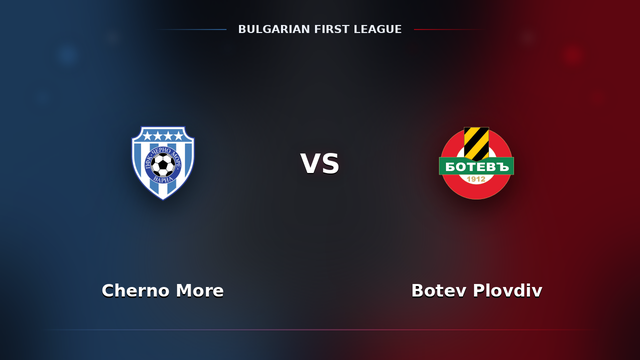 BULGARIAN FIRST LEAGUE
VS
БОТЕВЪ
1912
Cherno More
Botev Plovdiv